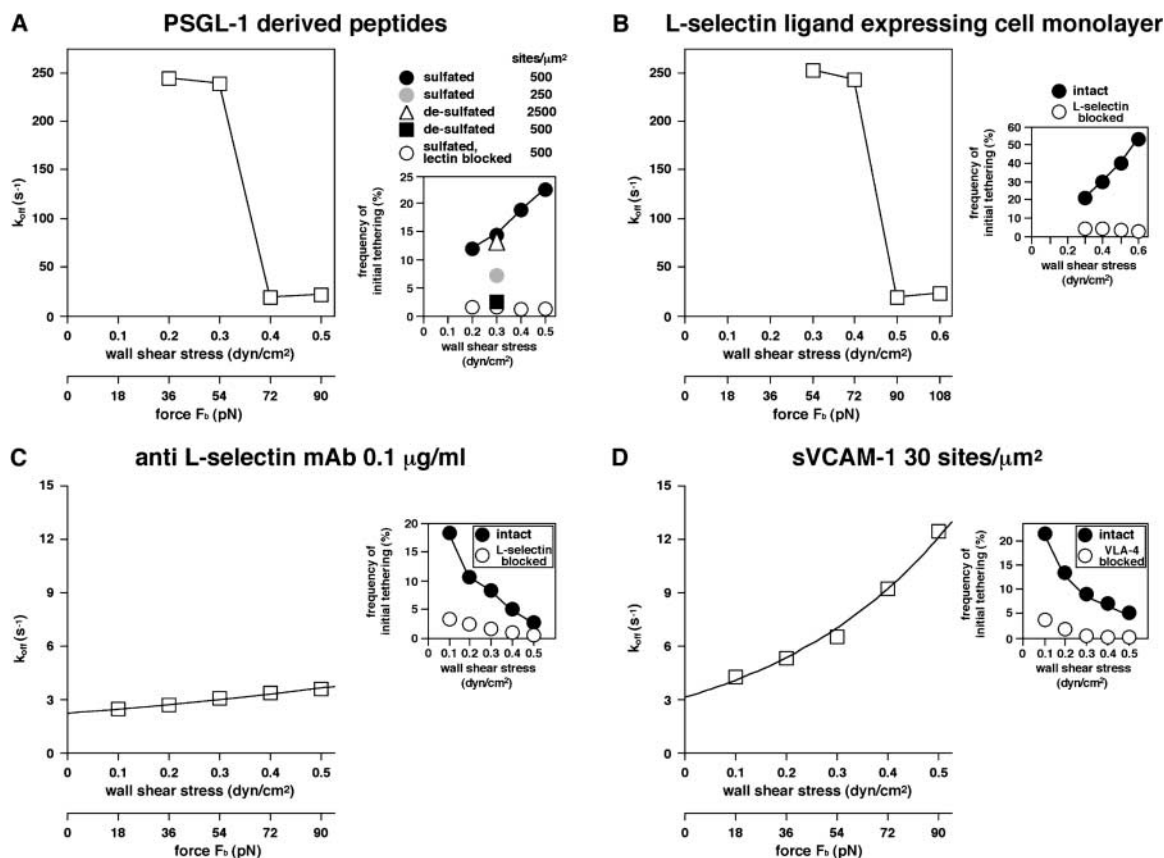 A PSGL-1 derived peptides
250
200
150
100
50
0
k_off (s⁻¹)
0 0.1 0.2 0.3 0.4 0.5
wall shear stress (dyn/cm²)
0 18 36 54 72 90
force F_b (pN)
sites/μm²
sulfated 500
sulfated 250
de-sulfated 2500
de-sulfated 500
sulfated,
lectin blocked 500
25
20
15
10
5
0
frequency of
initial tethering (%)
0 0.1 0.2 0.3 0.4 0.5
wall shear stress
(dyn/cm²)
B L-selectin ligand expressing cell monolayer
250
200
150
100
50
0
k_off (s⁻¹)
0 0.1 0.2 0.3 0.4 0.5 0.6
wall shear stress (dyn/cm²)
0 18 36 54 72 90 108
force F_b (pN)
intact
L-selectin
blocked
60
50
40
30
20
10
0
frequency of
initial tethering (%)
0 0.2 0.3 0.4 0.5 0.6
wall shear stress
(dyn/cm²)
C anti L-selectin mAb 0.1 μg/ml
15
12
9
6
3
0
k_off (s⁻¹)
0 0.1 0.2 0.3 0.4 0.5
wall shear stress (dyn/cm²)
0 18 36 54 72 90
force F_b (pN)
intact
L-selectin
blocked
20
15
10
5
0
frequency of
initial tethering (%)
0 0.1 0.2 0.3 0.4 0.5
wall shear stress
(dyn/cm²)
D sVCAM-1 30 sites/μm²
15
12
9
6
3
0
k_off (s⁻¹)
0 0.1 0.2 0.3 0.4 0.5
wall shear stress (dyn/cm²)
0 18 36 54 72 90
force F_b (pN)
intact
VLA-4
blocked
20
15
10
5
0
frequency of
initial tethering (%)
0 0.1 0.2 0.3 0.4 0.5
wall shear stress
(dyn/cm²)